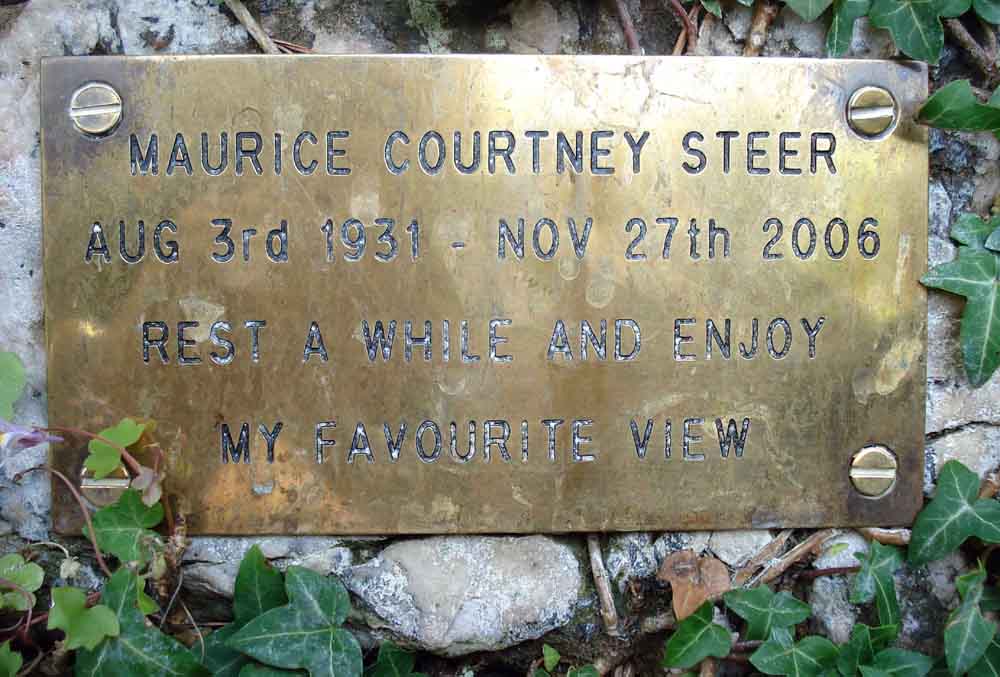 MAURICE COURTNEY STEER
AUG 3rd 1931 - NOV 27th 2006
REST A WHILE AND ENJOY
MY FAVOURITE VIEW